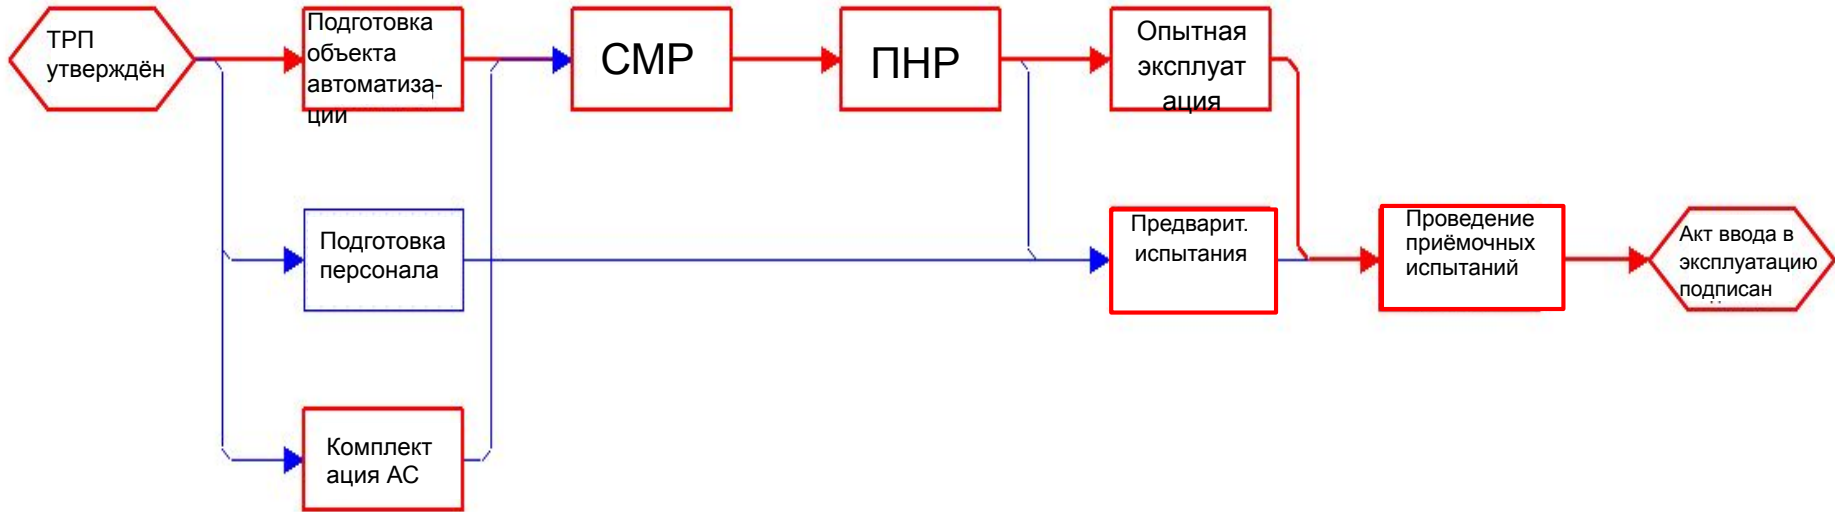 ТРП
утверждён
Подготовка
объекта
автоматиза-
ции
СМР
ПНР
Опытная
эксплуат
ация
Подготовка
персонала
Предварит.
испытания
Проведение
приёмочных
испытаний
Акт ввода в
эксплуатацию
подписан
Комплект
ация АС